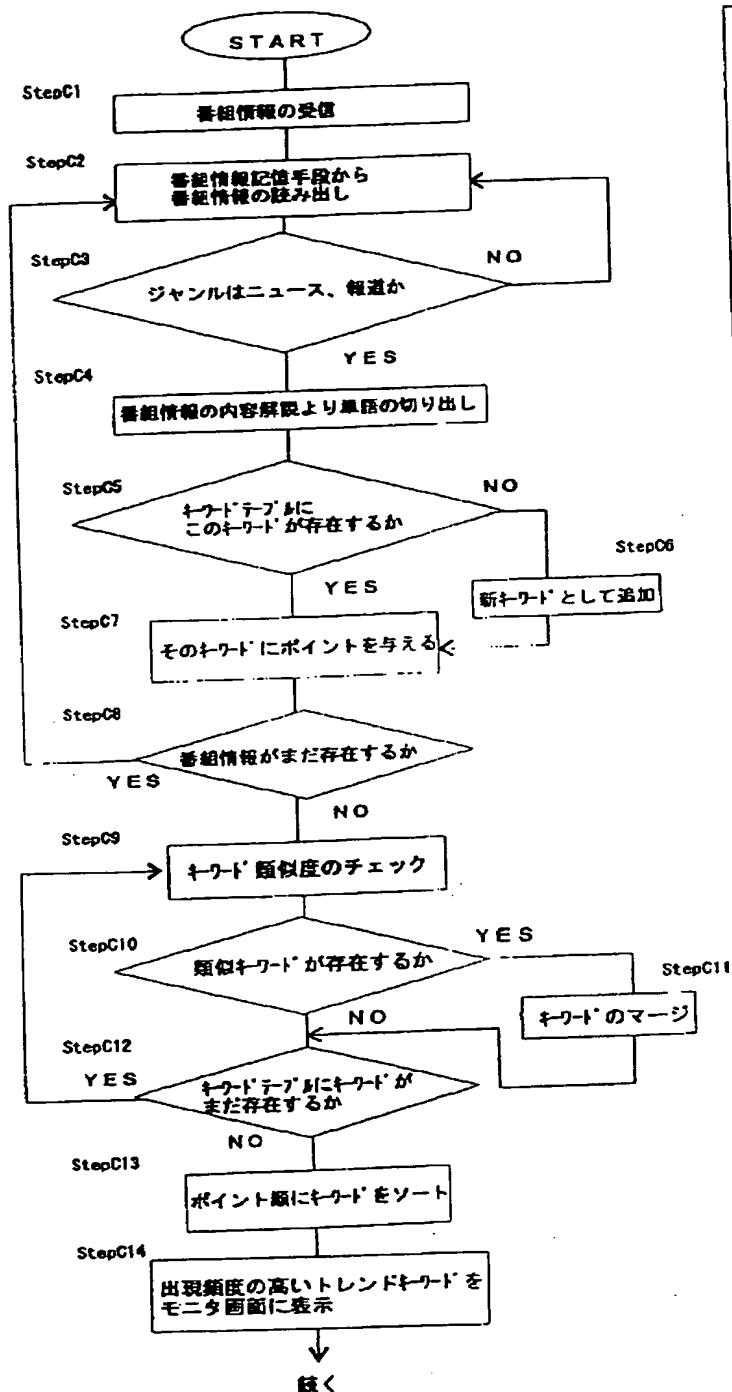 START
StepC1
番組情報の受信
StepC2
番組情報記憶手段から
番組情報の読み出し
StepC3
NO
ジャンルはニュース、報道か
YES
StepC4
番組情報の内容解説より単語の切り出し
StepC5
NO
キーワードテーブルに
このキーワードが存在するか
StepC6
YES
新キーワードとして追加
StepC7
そのキーワードにポイントを与える
StepC8
番組情報がまだ存在するか
YES
NO
StepC9
キーワード類似度のチェック
StepC10
YES
類似キーワードが存在するか
StepC11
NO
キーワードのマージ
StepC12
YES
キーワードテーブルにキーワードが
まだ存在するか
NO
StepC13
ポイント順にキーワードをソート
StepC14
出現頻度の高いトレンドキーワードを
モニタ画面に表示
続く